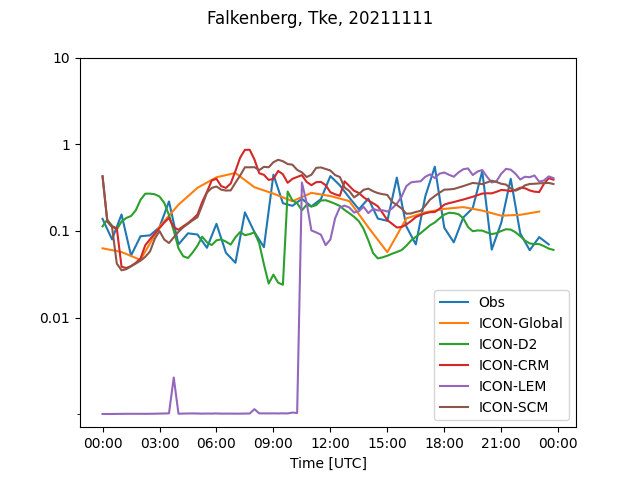 Falkenberg, Tke, 20211111
10
1
0.1
0.01
Obs
ICON-Global
ICON-D2
ICON-CRM
ICON-LEM
ICON-SCM
00:00 03:00 06:00 09:00 12:00 15:00 18:00 21:00 00:00
Time [UTC]